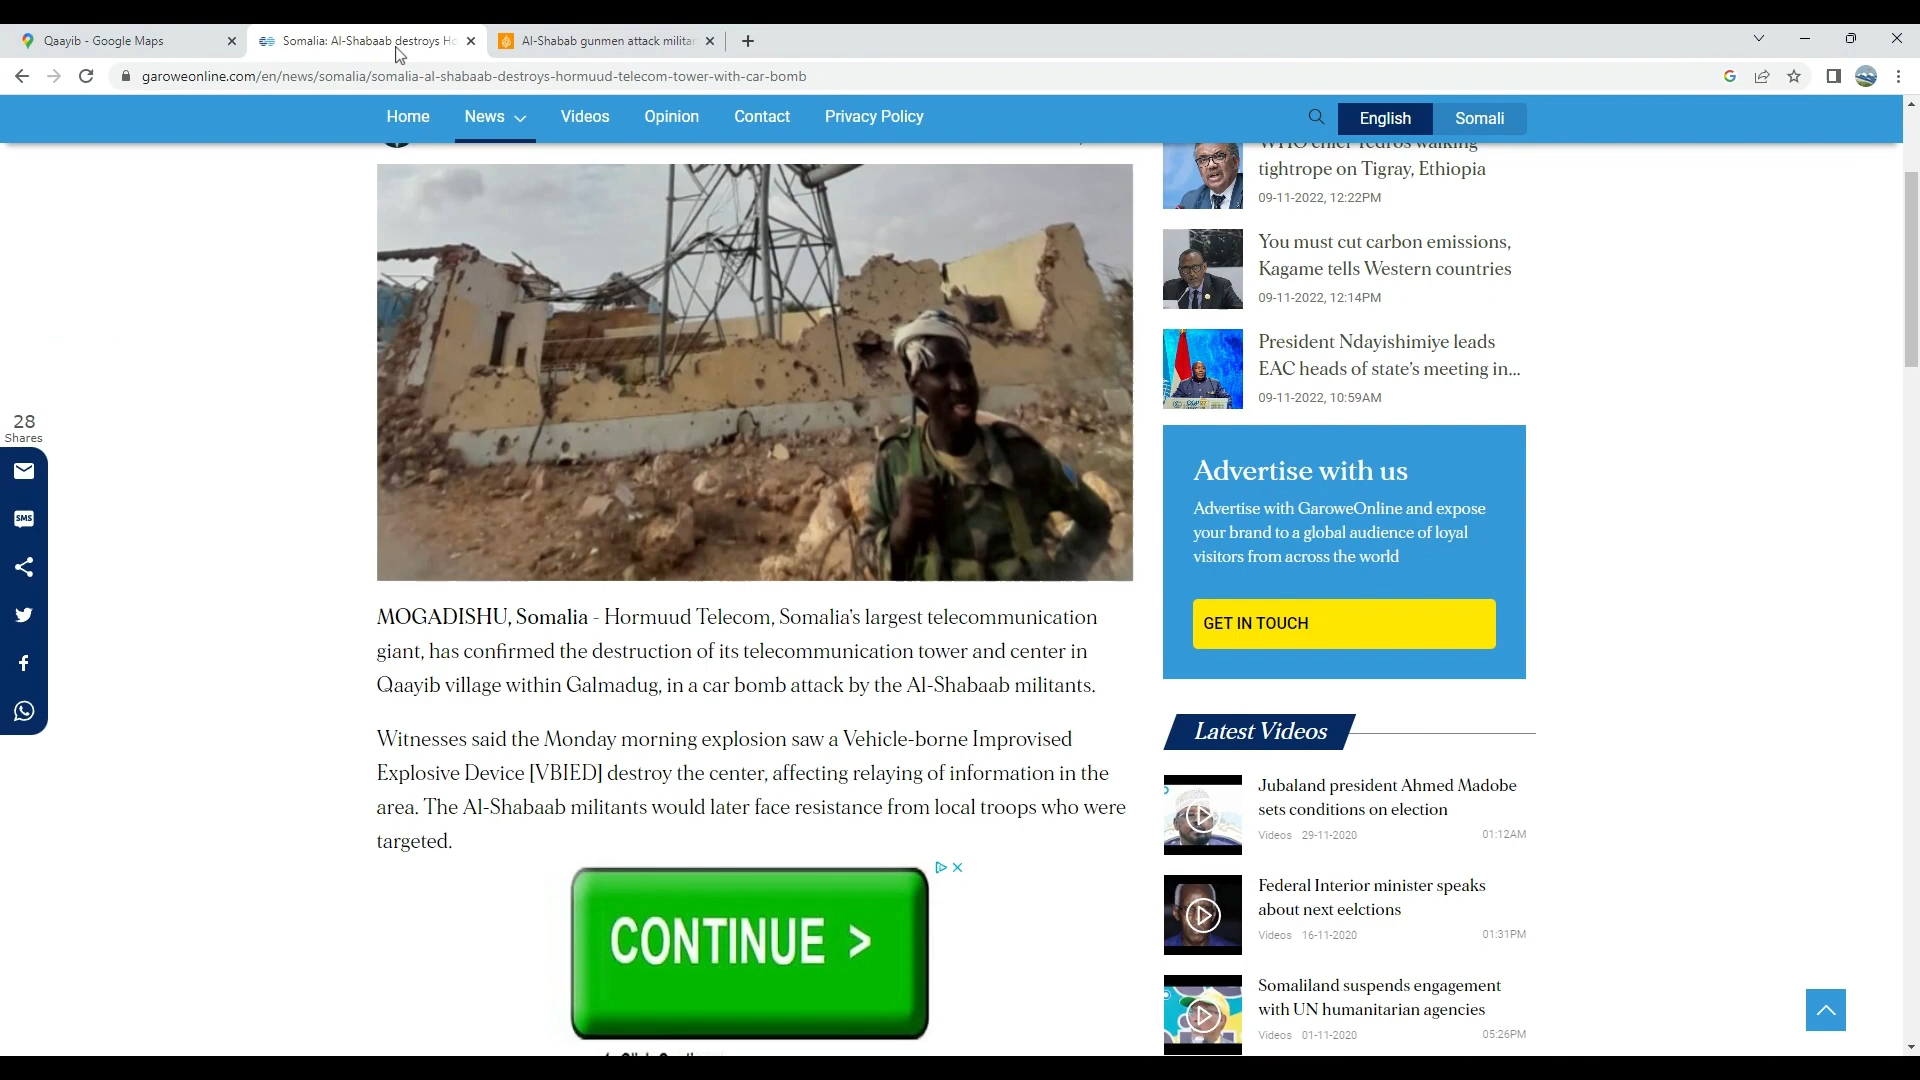 Qaayib - Google Maps
Somalia: Al-Shabaab destroys Ho
Al-Shabab gunmen attack militar
garoweonline.com/en/news/somalia/somalia-al-shabaab-destroys-hormuud-telecom-tower-with-car-bomb
Home
News
Videos
Opinion
Contact
Privacy Policy
English
Somali
WHO chief Tedros walking
tightrope on Tigray, Ethiopia
09-11-2022, 12:22PM
You must cut carbon emissions,
Kagame tells Western countries
09-11-2022, 12:14PM
President Ndayishimiye leads
EAC heads of state's meeting in...
09-11-2022, 10:59AM
28
Shares
SMS
Advertise with us
Advertise with GaroweOnline and expose
your brand to a global audience of loyal
visitors from across the world
GET IN TOUCH
MOGADISHU, Somalia - Hormuud Telecom, Somalia's largest telecommunication
giant, has confirmed the destruction of its telecommunication tower and center in
Qaayib village within Galmadug, in a car bomb attack by the Al-Shabaab militants.
Witnesses said the Monday morning explosion saw a Vehicle-borne Improvised
Explosive Device [VBIED] destroy the center, affecting relaying of information in the
area. The Al-Shabaab militants would later face resistance from local troops who were
targeted.
CONTINUE >
Latest Videos
Jubaland president Ahmed Madobe
sets conditions on election
Videos 29-11-2020 01:12AM
Federal Interior minister speaks
about next eelctions
Videos 16-11-2020 01:31PM
Somaliland suspends engagement
with UN humanitarian agencies
Videos 01-11-2020 05:26PM